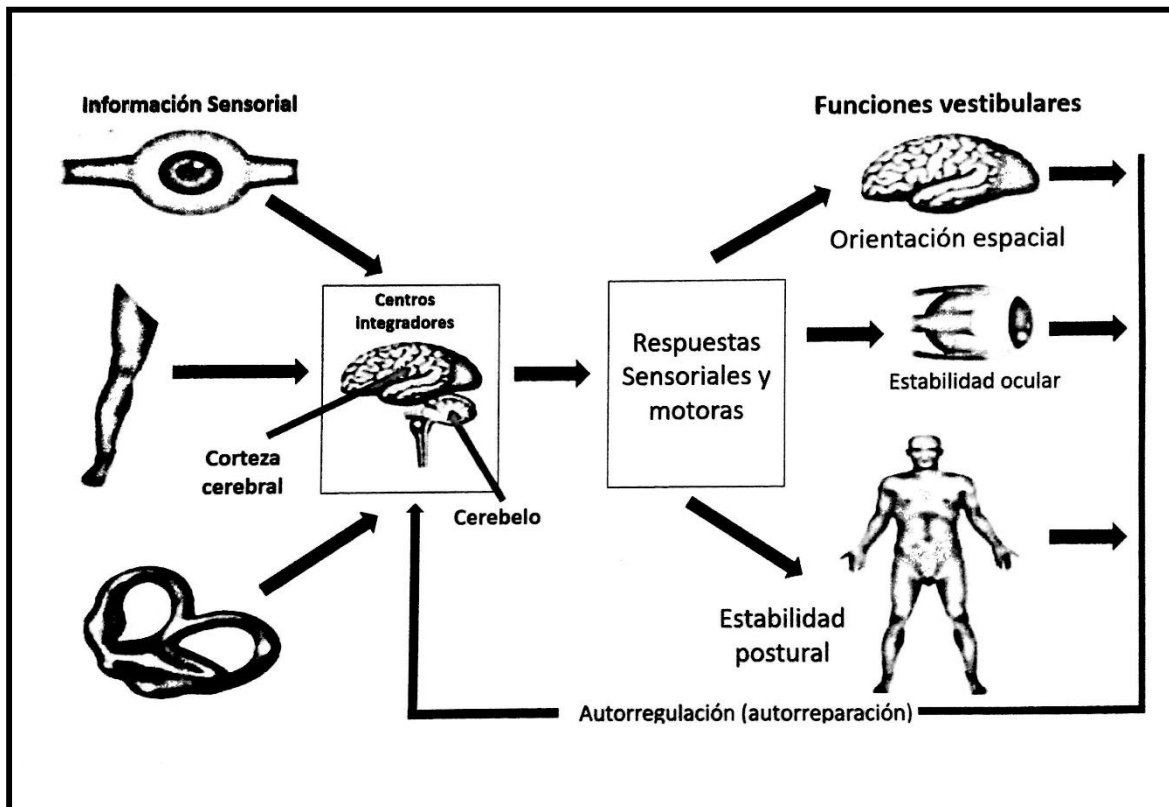 Información Sensorial
Funciones vestibulares
Orientación espacial
Centros
integradores
Respuestas
Sensoriales y
motoras
Estabilidad ocular
Corteza
cerebral
Cerebelo
Estabilidad
postural
Autorregulación (autorreparación)